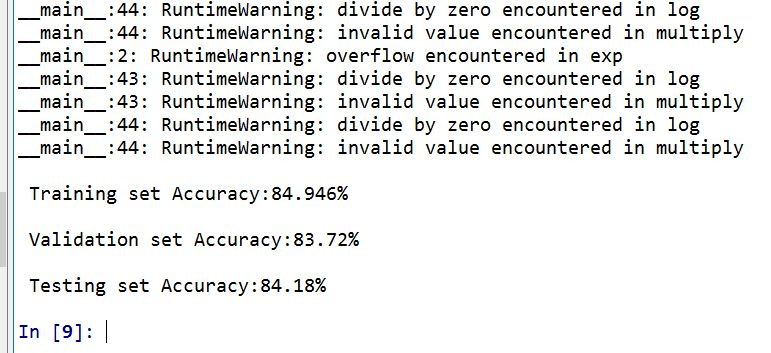 __main__:44: RuntimeWarning: divide by zero encountered in log
__main__:44: RuntimeWarning: invalid value encountered in multiply
__main__:2: RuntimeWarning: overflow encountered in exp
__main__:43: RuntimeWarning: divide by zero encountered in log
__main__:43: RuntimeWarning: invalid value encountered in multiply
__main__:44: RuntimeWarning: divide by zero encountered in log
__main__:44: RuntimeWarning: invalid value encountered in multiply
Training set Accuracy:84.946%
Validation set Accuracy:83.72%
Testing set Accuracy:84.18%
In [9]: